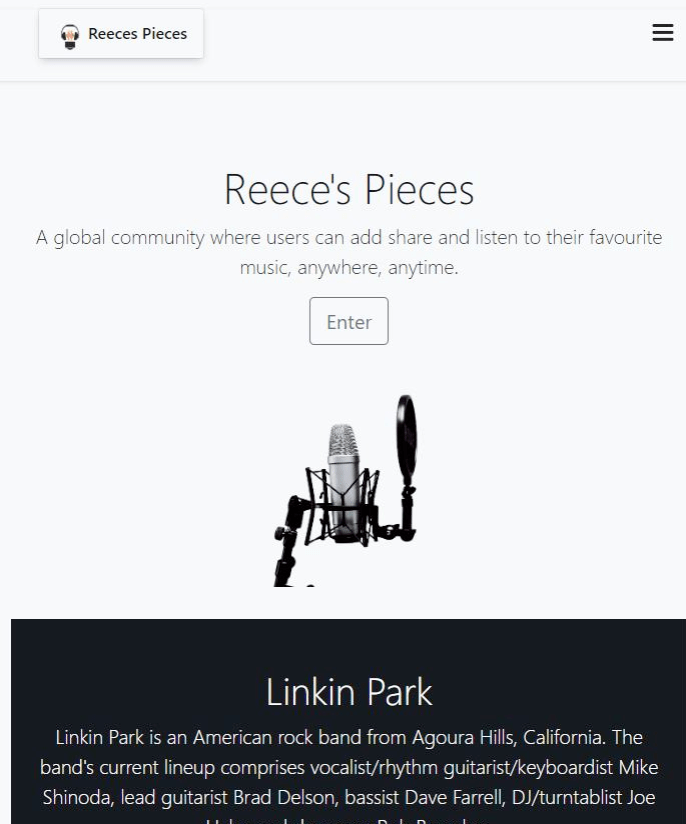 Reeces Pieces
Reece's Pieces
A global community where users can add share and listen to their favourite
music, anywhere, anytime.
Enter
Linkin Park
Linkin Park is an American rock band from Agoura Hills, California. The
band's current lineup comprises vocalist/rhythm guitarist/keyboardist Mike
Shinoda, lead guitarist Brad Delson, bassist Dave Farrell, DJ/turntablist Joe